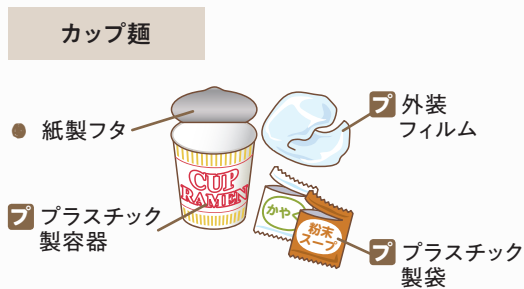 カップ麺
プ 外装
フィルム
紙製フタ
CUP
RAMEN
かやく
粉末
スープ
プ プラスチック
製容器
プ プラスチック
製袋